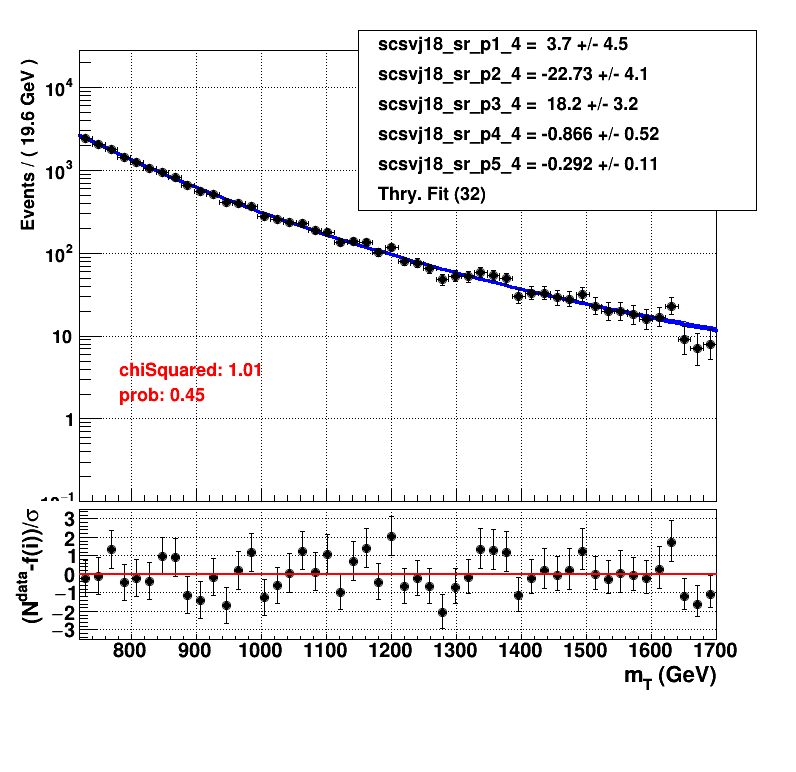 scsvj18_sr_p1_4 = 3.7 +/- 4.5
scsvj18_sr_p2_4 = -22.73 +/- 4.1
scsvj18_sr_p3_4 = 18.2 +/- 3.2
scsvj18_sr_p4_4 = -0.866 +/- 0.52
scsvj18_sr_p5_4 = -0.292 +/- 0.11
Thry. Fit (32)
Events / ( 19.6 GeV )
10⁴
10³
10²
10
1
10⁻¹
chiSquared: 1.01
prob: 0.45
(N^data-f(i))/σ
3
2
1
0
−1
−2
−3
800 900 1000 1100 1200 1300 1400 1500 1600 1700
m_T (GeV)